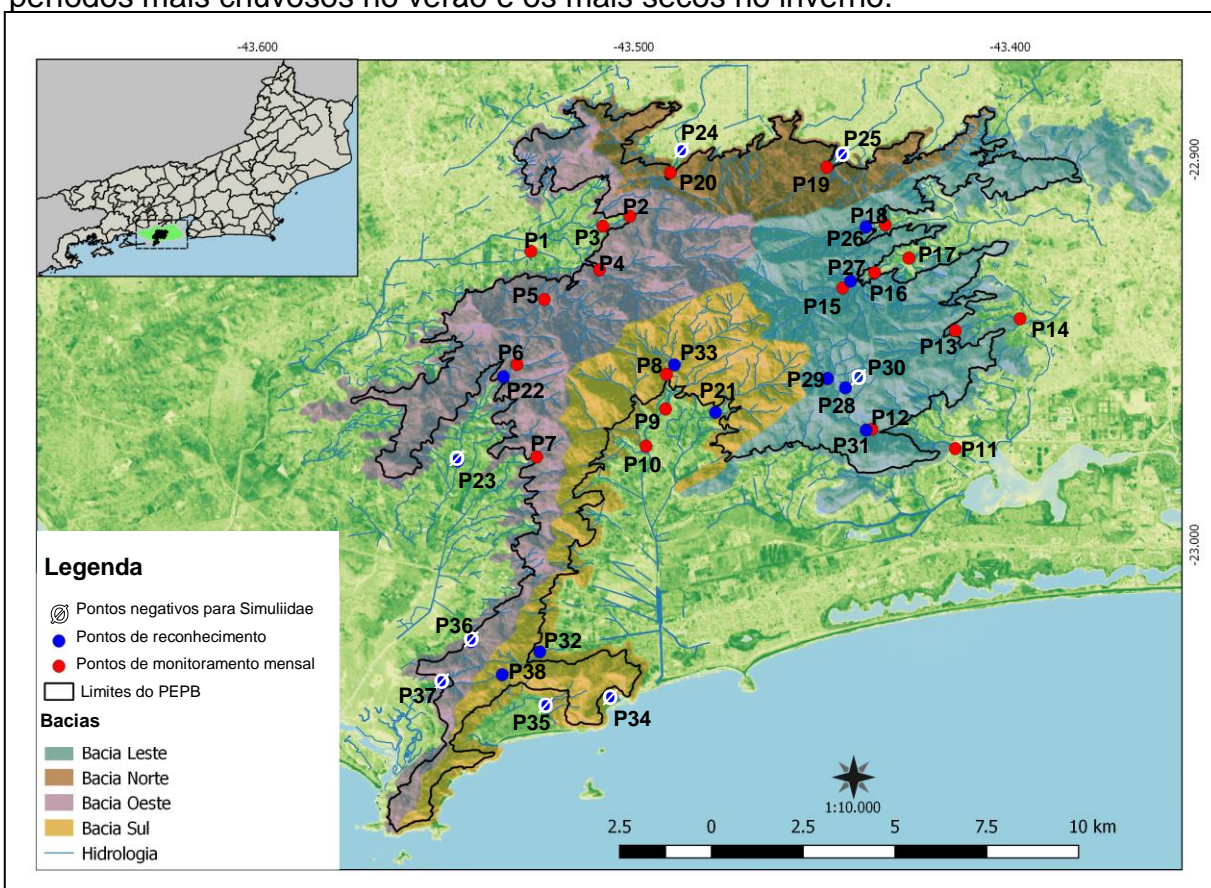 períodos mais chuvosos no verão e os mais secos no inverno.
-43.600
-43.500
-43.400
-22.900
-23.000
P24
P25
P20
P19
P2
P3
P18
P26
P1
P17
P4
P27
P16
P5
P15
P14
P13
P6
P33
P8
P29
P30
P22
P28
P21
P9
P12
P31
P7
P10
P11
P23
P36
P32
P38
P37
P35
P34
Legenda
Pontos negativos para Simuliidae
Pontos de reconhecimento
Pontos de monitoramento mensal
Limites do PEPB
Bacias
Bacia Leste
Bacia Norte
Bacia Oeste
Bacia Sul
Hidrologia
1:10.000
2.5 0 2.5 5 7.5 10 km